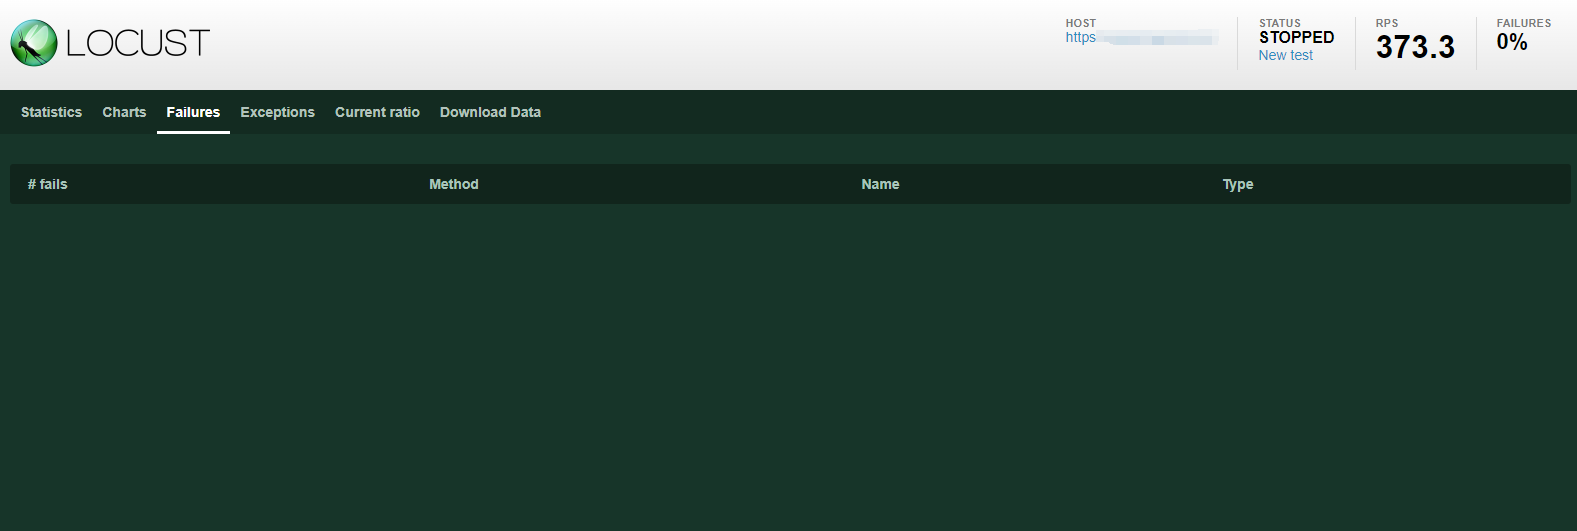 LOCUST
HOST
https
STATUS
STOPPED
New test
RPS
373.3
FAILURES
0%
Statistics Charts Failures Exceptions Current ratio Download Data
# fails Method Name Type